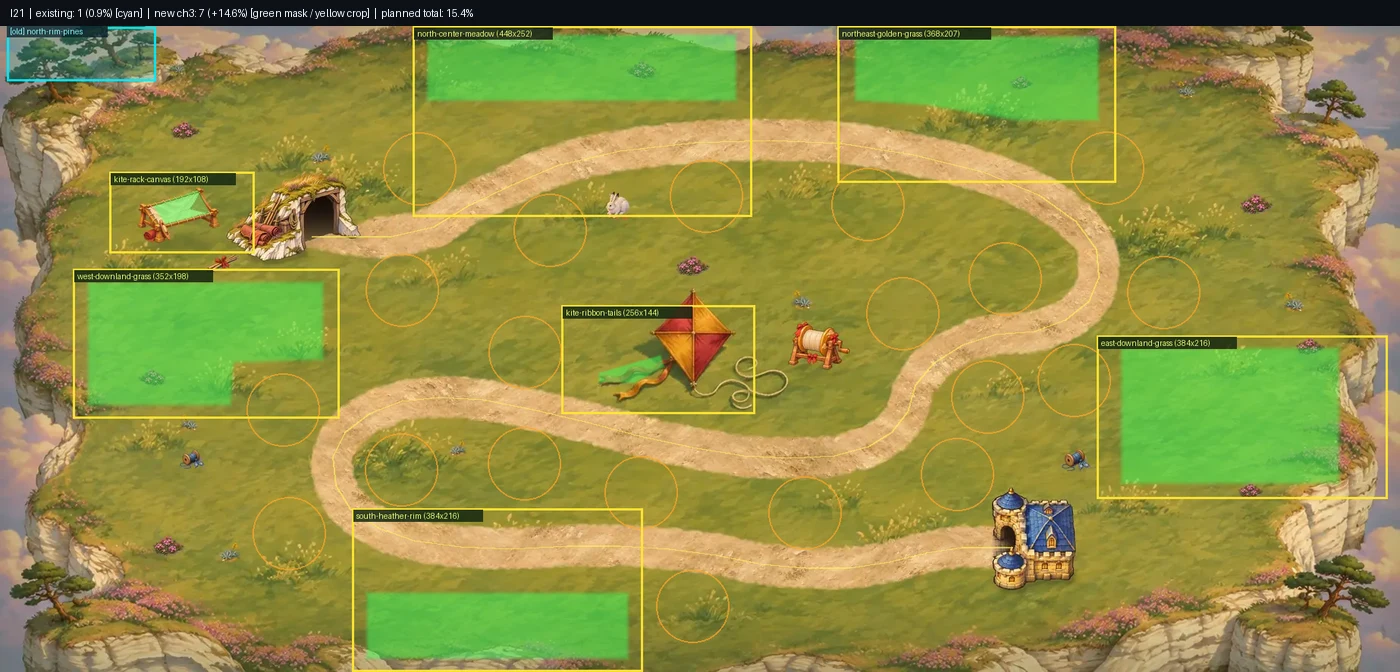 I21 | existing: 1 (0.9%) [cyan] | new ch3: 7 (+14.6%) [green mask / yellow crop] | planned total: 15.4%
[old] north-rim-pines
north-center-meadow (448x252)
northeast-golden-grass (368x207)
kite-rack-canvas (192x108)
west-downland-grass (352x198)
kite-ribbon-tails (256x144)
east-downland-grass (384x216)
south-heather-rim (384x216)